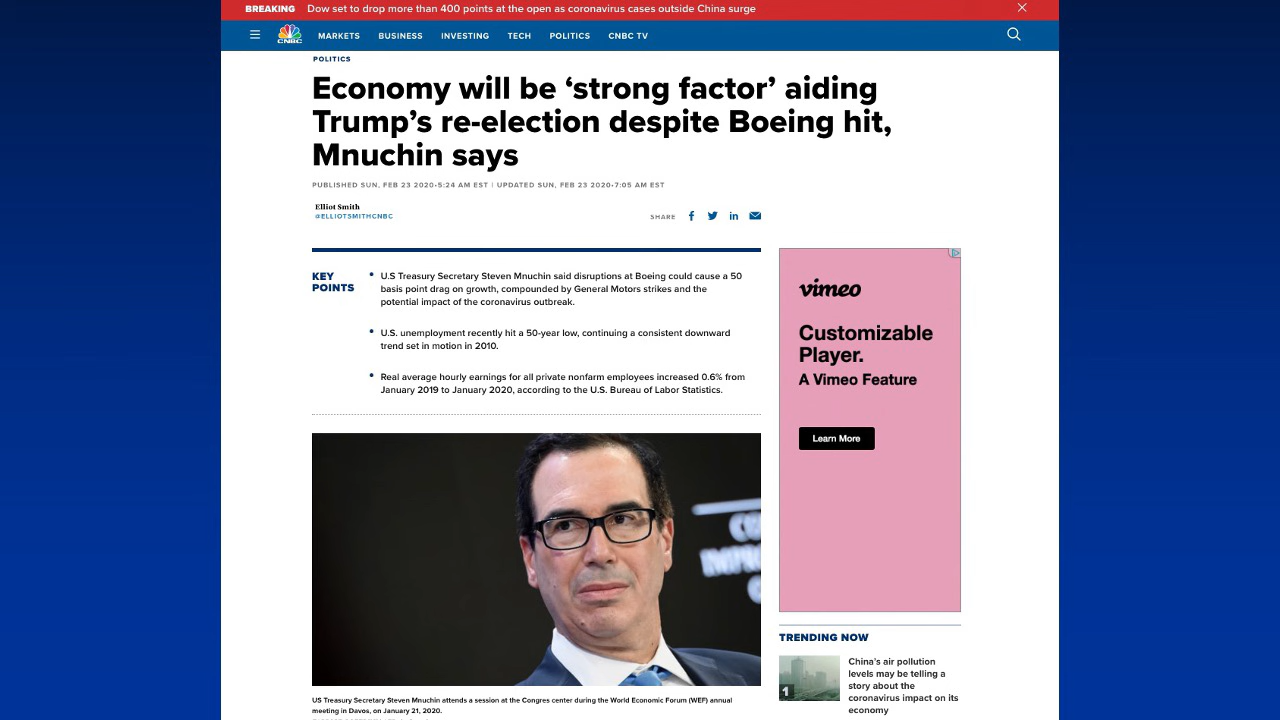 BREAKING Dow set to drop more than 400 points at the open as coronavirus cases outside China surge
CNBC MARKETS BUSINESS INVESTING TECH POLITICS CNBC TV
POLITICS
Economy will be ‘strong factor’ aiding
Trump’s re-election despite Boeing hit,
Mnuchin says
PUBLISHED SUN, FEB 23 2020•5:24 AM EST | UPDATED SUN, FEB 23 2020•7:05 AM EST
Elliot Smith
@ELLIOTSMITHCNBC
SHARE
KEY
POINTS
• U.S Treasury Secretary Steven Mnuchin said disruptions at Boeing could cause a 50
basis point drag on growth, compounded by General Motors strikes and the
potential impact of the coronavirus outbreak.
• U.S. unemployment recently hit a 50-year low, continuing a consistent downward
trend set in motion in 2010.
• Real average hourly earnings for all private nonfarm employees increased 0.6% from
January 2019 to January 2020, according to the U.S. Bureau of Labor Statistics.
US Treasury Secretary Steven Mnuchin attends a session at the Congres center during the World Economic Forum (WEF) annual
meeting in Davos, on January 21, 2020.
vimeo
Customizable
Player.
A Vimeo Feature
Learn More
TRENDING NOW
1
China’s air pollution
levels may be telling a
story about the
coronavirus impact on its
economy